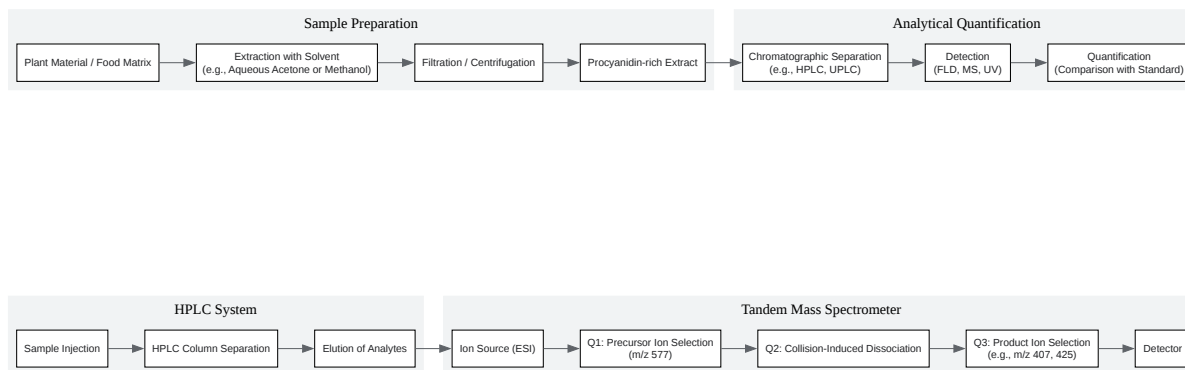 Sample Preparation
Plant Material / Food Matrix
Extraction with Solvent
(e.g., Aqueous Acetone or Methanol)
Filtration / Centrifugation
Procyanidin-rich Extract
Analytical Quantification
Chromatographic Separation
(e.g., HPLC, UPLC)
Detection
(FLD, MS, UV)
Quantification
(Comparison with Standard)
HPLC System
Sample Injection
HPLC Column Separation
Elution of Analytes
Tandem Mass Spectrometer
Ion Source (ESI)
Q1: Precursor Ion Selection
(m/z 577)
Q2: Collision-Induced Dissociation
Q3: Product Ion Selection
(e.g., m/z 407, 425)
Detector